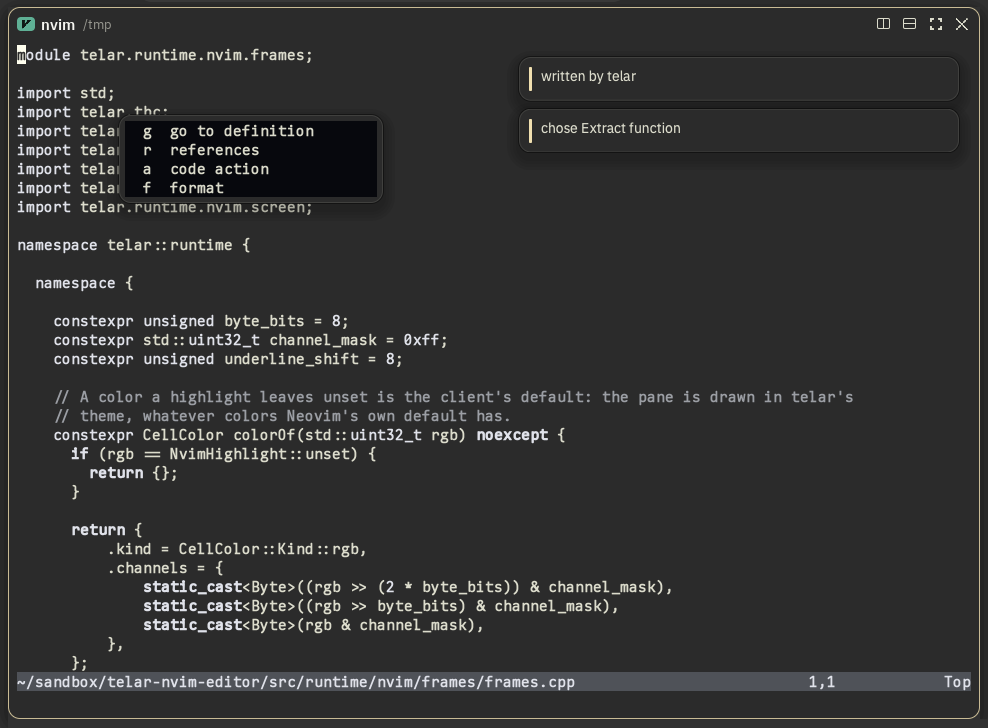 nvim /tmp
module telar.runtime.nvim.frames;
written by telar
import std;
import telar.tbc;
chose Extract function
import telar
g go to definition
import telar
r references
import telar
a code action
import telar
f format
import telar.runtime.nvim.screen;
namespace telar::runtime {
namespace {
constexpr unsigned byte_bits = 8;
constexpr std::uint32_t channel_mask = 0xff;
constexpr unsigned underline_shift = 8;
// A color a highlight leaves unset is the client's default: the pane is drawn in telar's
// theme, whatever colors Neovim's own default has.
constexpr CellColor colorOf(std::uint32_t rgb) noexcept {
if (rgb == NvimHighlight::unset) {
return {};
}
return {
.kind = CellColor::Kind::rgb,
.channels = {
static_cast<Byte>((rgb >> (2 * byte_bits)) & channel_mask),
static_cast<Byte>((rgb >> byte_bits) & channel_mask),
static_cast<Byte>(rgb & channel_mask),
},
};
~/sandbox/telar-nvim-editor/src/runtime/nvim/frames/frames.cpp 1,1 Top